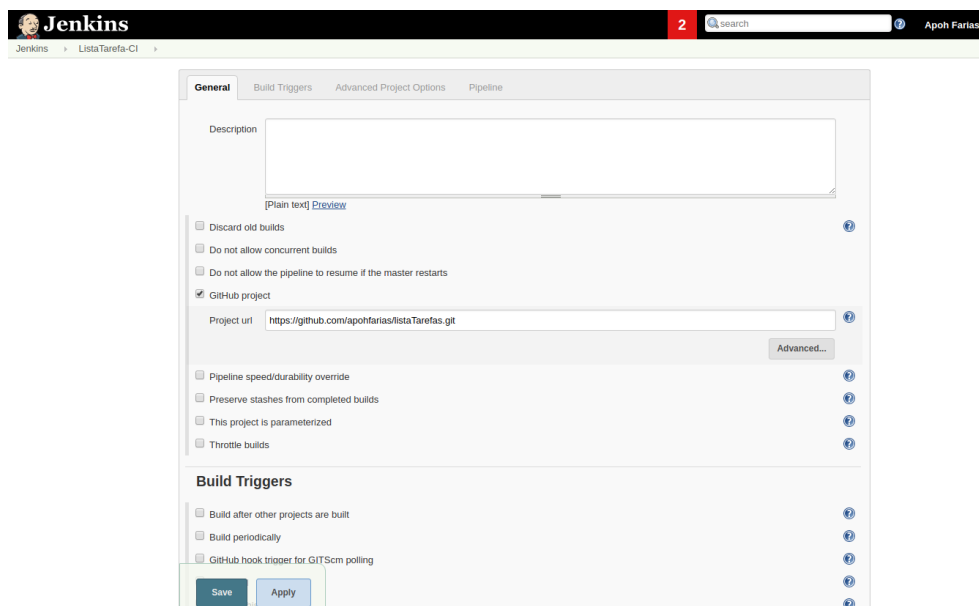 Jenkins 2 search Apoh Farias
Jenkins ListaTarefa-CI
General Build Triggers Advanced Project Options Pipeline
Description
[Plain text] Preview
Discard old builds
Do not allow concurrent builds
Do not allow the pipeline to resume if the master restarts
GitHub project
Project url https://github.com/apohfarias/listaTarefas.git
Advanced...
Pipeline speed/durability override
Preserve stashes from completed builds
This project is parameterized
Throttle builds
Build Triggers
Build after other projects are built
Build periodically
GitHub hook trigger for GITScm polling
Save Apply